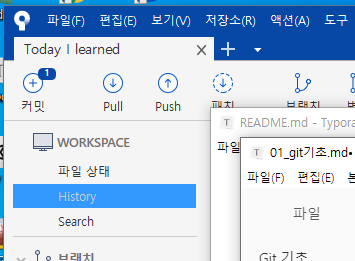 파일(F) 편집(E) 보기(V) 저장소(R) 액션(A) 도구
Today I learned
1
커밋 Pull Push 패치 브랜치
README.md - Typora
파일
WORKSPACE
01_git기초.md•
파일 상태
파일(F) 편집(E)
History
Search
파일
브랜치
Git 기초